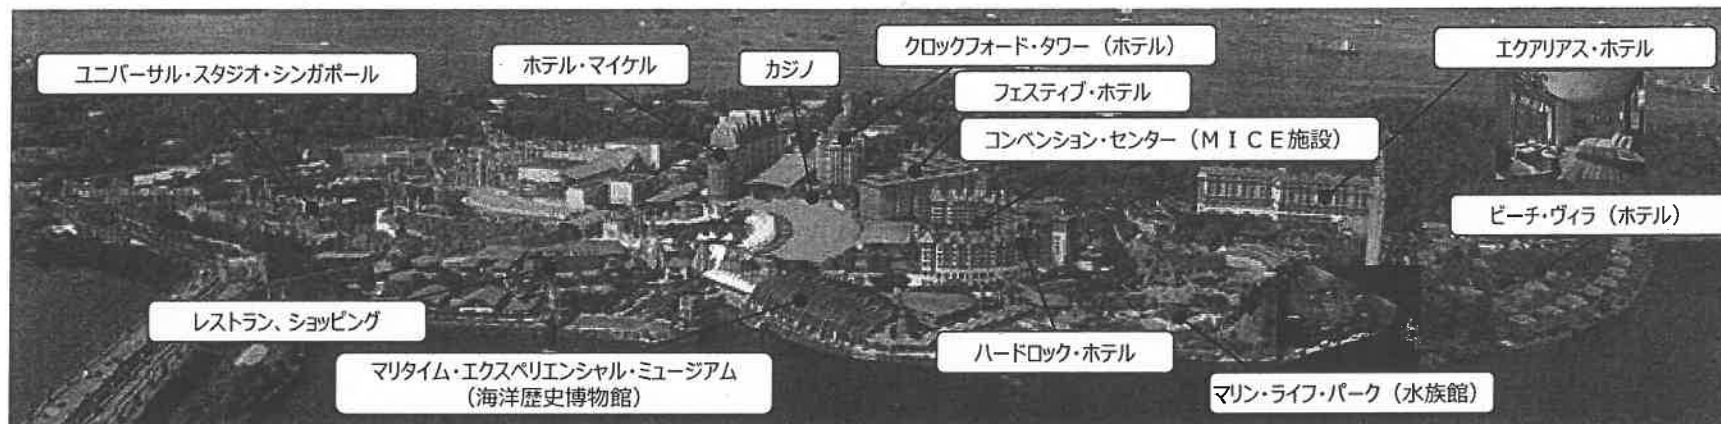 クロックフォード・タワー（ホテル）
エクアリアス・ホテル
ユニバーサル・スタジオ・シンガポール
ホテル・マイケル
カジノ
フェスティブ・ホテル
コンベンション・センター（ＭＩＣＥ施設）
ビーチ・ヴィラ（ホテル）
レストラン、ショッピング
ハードロック・ホテル
マリタイム・エクスペリエンシャル・ミュージアム
（海洋歴史博物館）
マリン・ライフ・パーク（水族館）